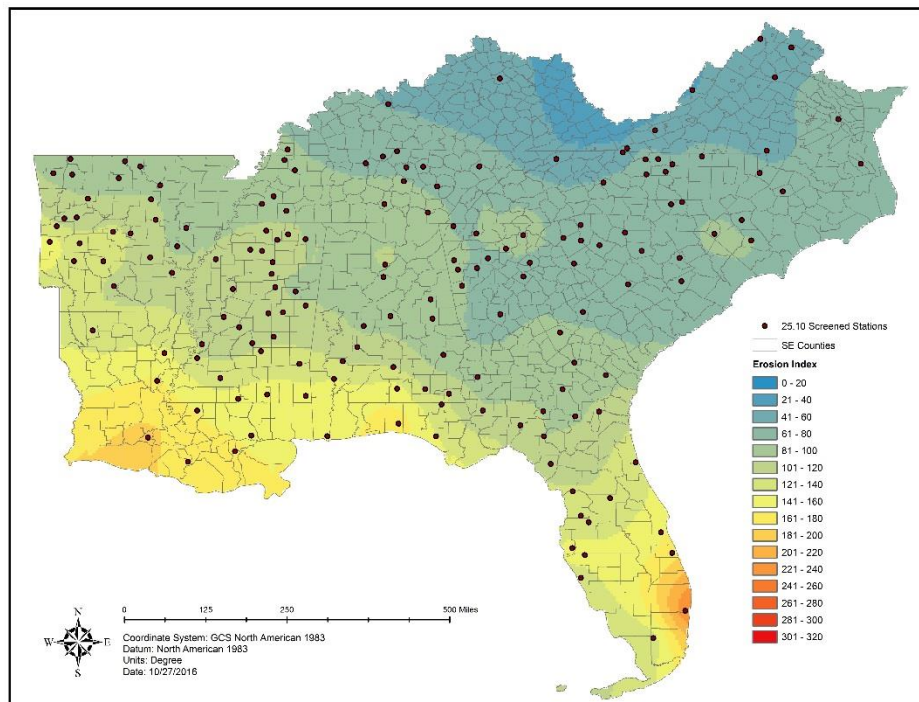 25.10 Screened Stations
SE Counties
Erosion Index
0 - 20
21 - 40
41 - 60
61 - 80
81 - 100
101 - 120
121 - 140
141 - 160
161 - 180
181 - 200
201 - 220
221 - 240
241 - 260
261 - 280
281 - 300
301 - 320
0 125 250 500 Miles
N
W E
S
Coordinate System: GCS North American 1983
Datum: North American 1983
Units: Degree
Date: 10/27/2016